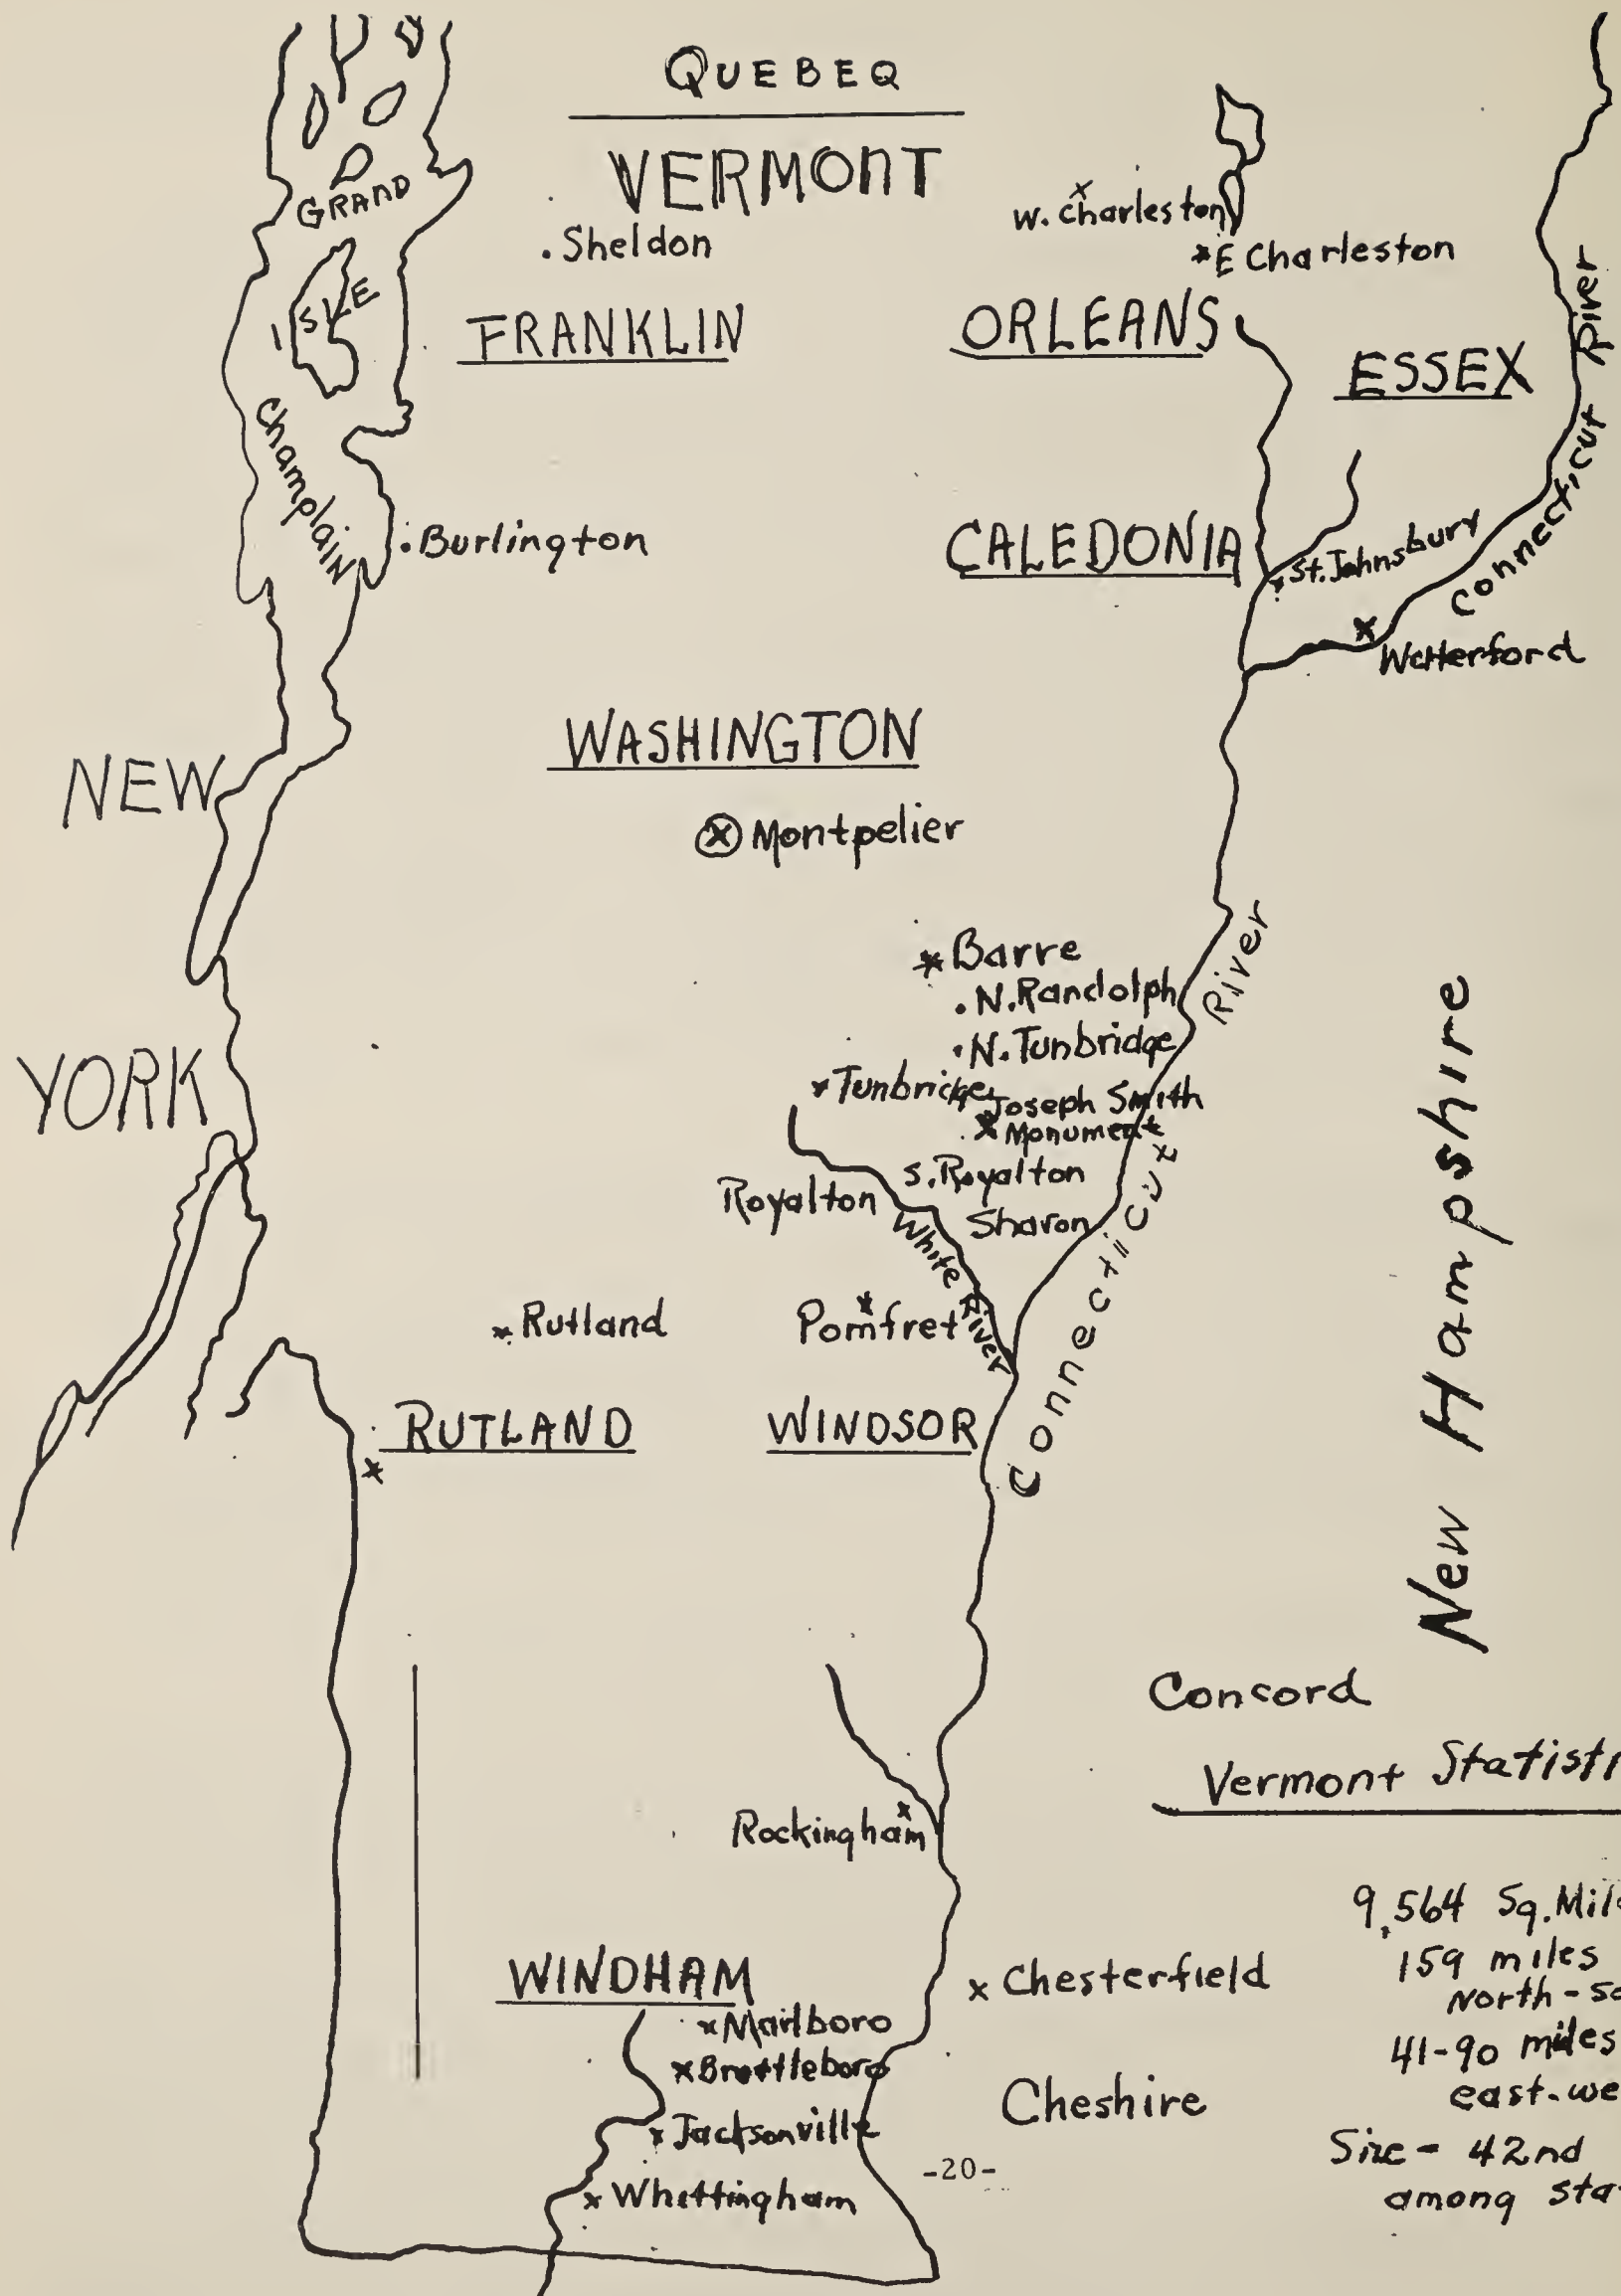 QUEBEQ
VERMONT
GRAND
ISLE
W. Charleston
E Charleston
. Sheldon
FRANKLIN
ORLEANS
ESSEX
Connecticut River
Champlain
. Burlington
CALEDONIA
St. Johnsbury
Waterford
WASHINGTON
NEW
Montpelier
Barre
. N. Randolph
. N. Tunbridge
River
YORK
Tunbridge
Joseph Smith
Monument
S. Royalton
Royalton
Sharon
White River
Connecticut
New Hampshire
Rutland
Pomfret
RUTLAND
WINDSOR
Concord
Vermont Statisti
Rockingham
9,564 Sq. Mil
159 miles
North - so
41-90 miles
east-we
Size - 42nd
among sta
WINDHAM
x Chesterfield
x Marlboro
x Brattleboro
Cheshire
x Jacksonville
-20-
x Whittingham